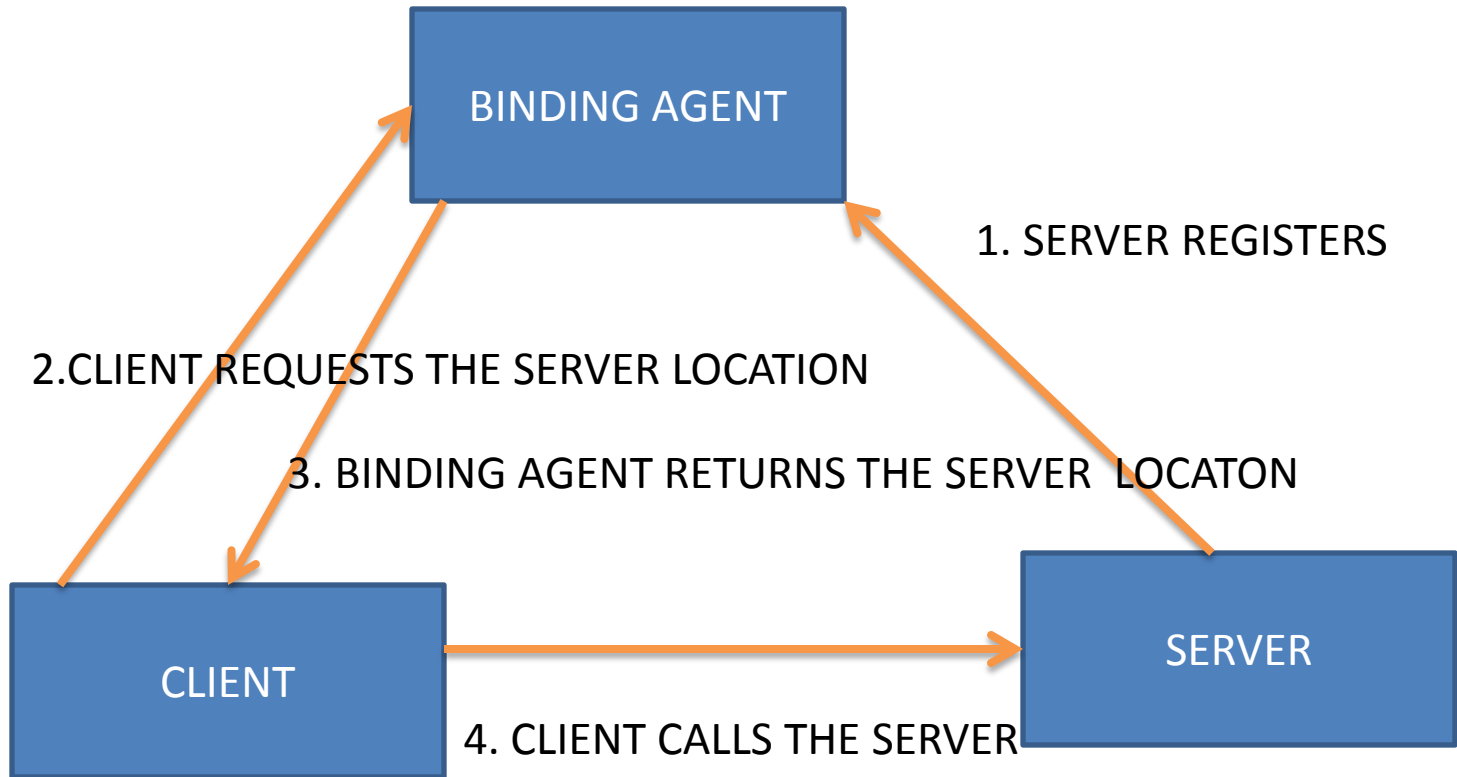 BINDING AGENT
1. SERVER REGISTERS
2.CLIENT REQUESTS THE SERVER LOCATION
3. BINDING AGENT RETURNS THE SERVER  LOCATON
SERVER
CLIENT
4. CLIENT CALLS THE SERVER